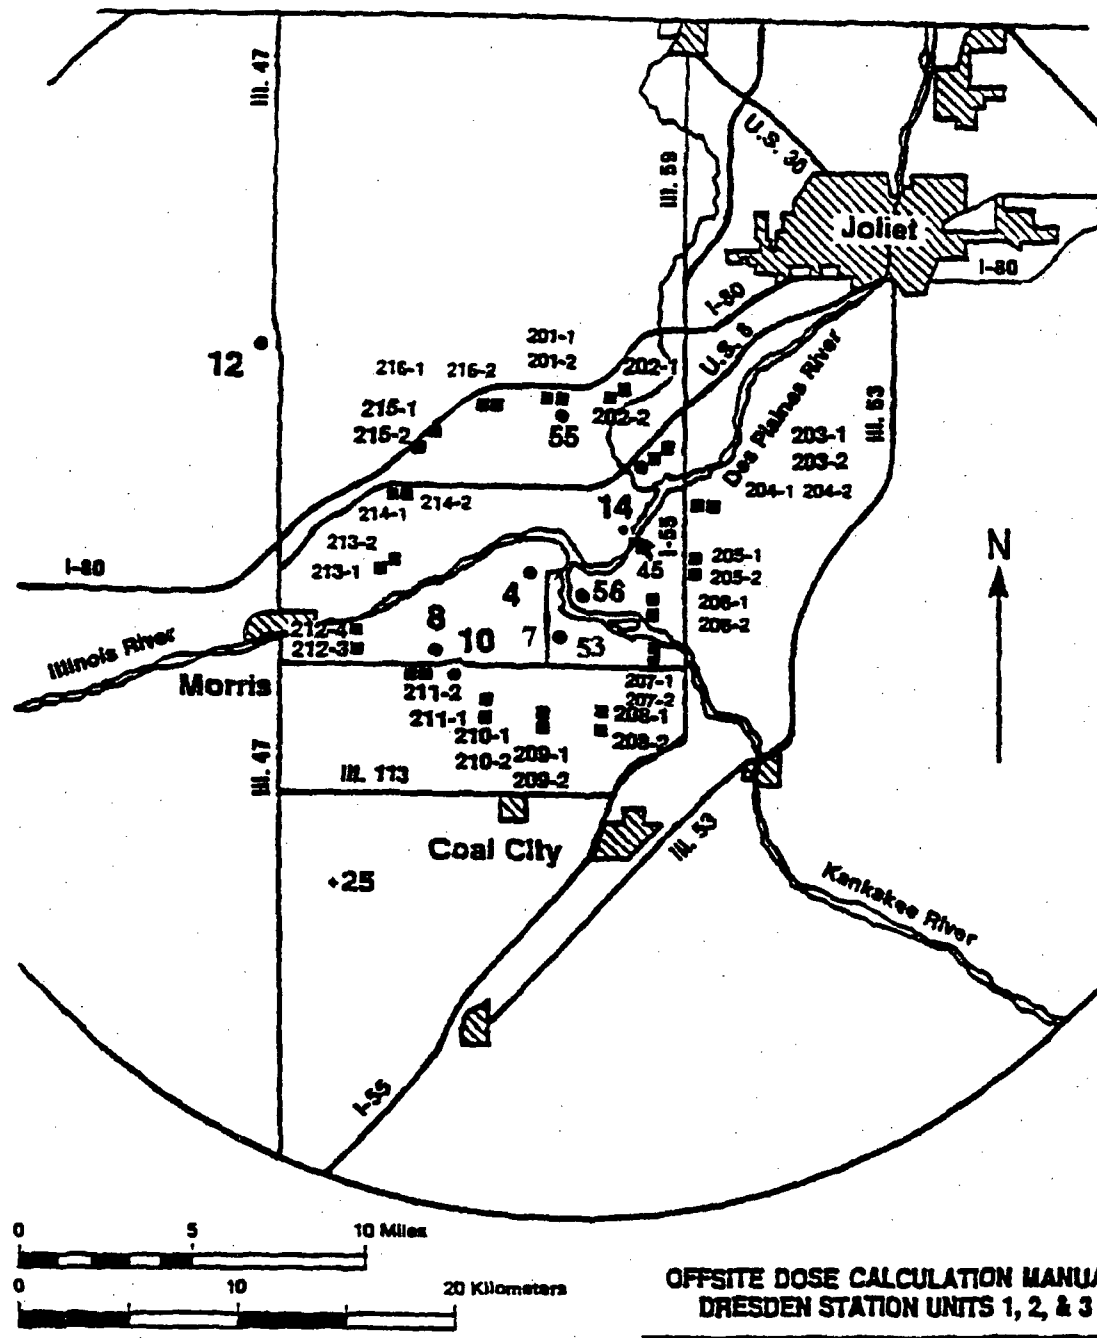 Ill. 47
Ill. 59
U.S. 30
Joliet
I-80
I-80
U.S. 6
12
201-1
201-2
202-1
216-1 216-2
215-1
215-2
55
202-2
Des Plaines River
Ill. 53
203-1
203-2
204-1 204-2
214-1
214-2
14
I-55
45
N
213-2
213-1
205-1
205-2
I-80
4
56
206-1
206-2
8
212-4
212-3
10
7
53
Illinois River
Morris
211-2
211-1
207-1
207-2
208-1
208-2
210-1
210-2
209-1
209-2
Ill. 47
Ill. 113
Coal City
Ill. 53
25
Kankakee River
I-55
0 5 10 Miles
0 10 20 Kilometers
OFFSITE DOSE CALCULATION MANUA
DRESDEN STATION UNITS 1, 2, & 3